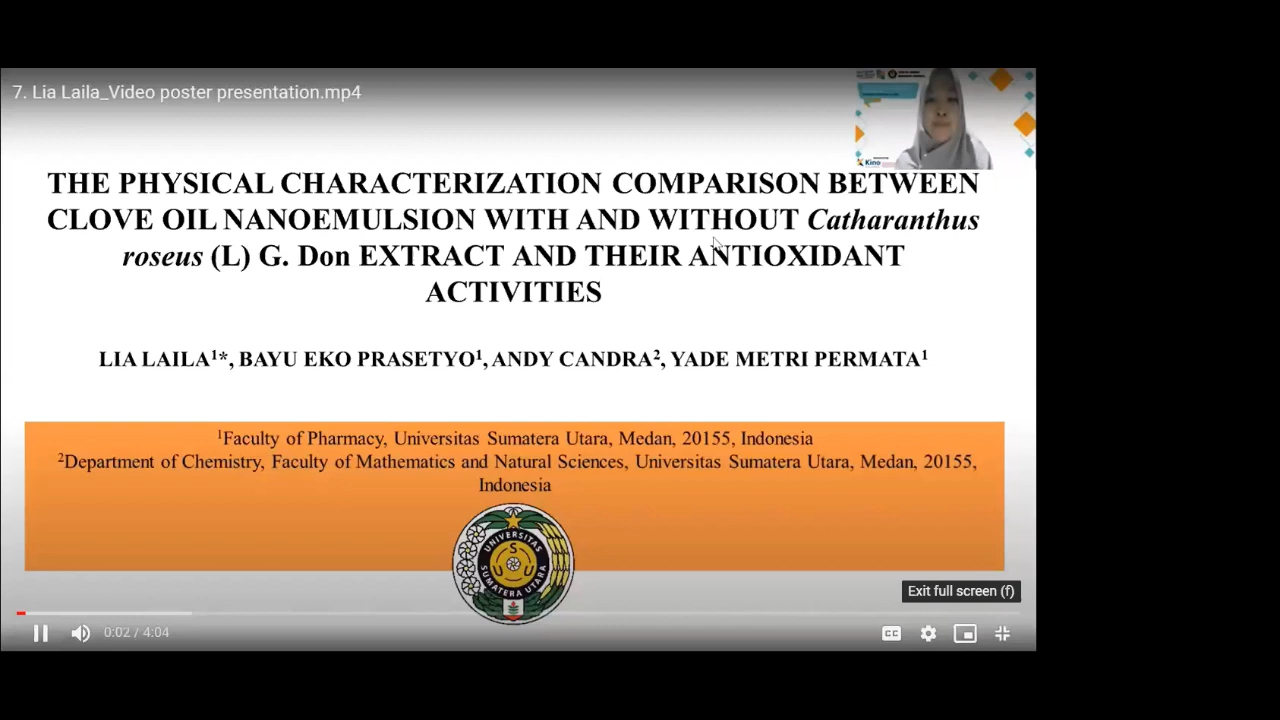 7. Lia Laila_Video poster presentation.mp4
Kino
THE PHYSICAL CHARACTERIZATION COMPARISON BETWEEN
CLOVE OIL NANOEMULSION WITH AND WITHOUT Catharanthus
roseus (L) G. Don EXTRACT AND THEIR ANTIOXIDANT
ACTIVITIES
LIA LAILA¹*, BAYU EKO PRASETYO¹, ANDY CANDRA², YADE METRI PERMATA¹
¹Faculty of Pharmacy, Universitas Sumatera Utara, Medan, 20155, Indonesia
²Department of Chemistry, Faculty of Mathematics and Natural Sciences, Universitas Sumatera Utara, Medan, 20155,
Indonesia
UNIVERSITAS
S
U U
SUMATERA UTARA
Exit full screen (f)
0:02 / 4:04
CC